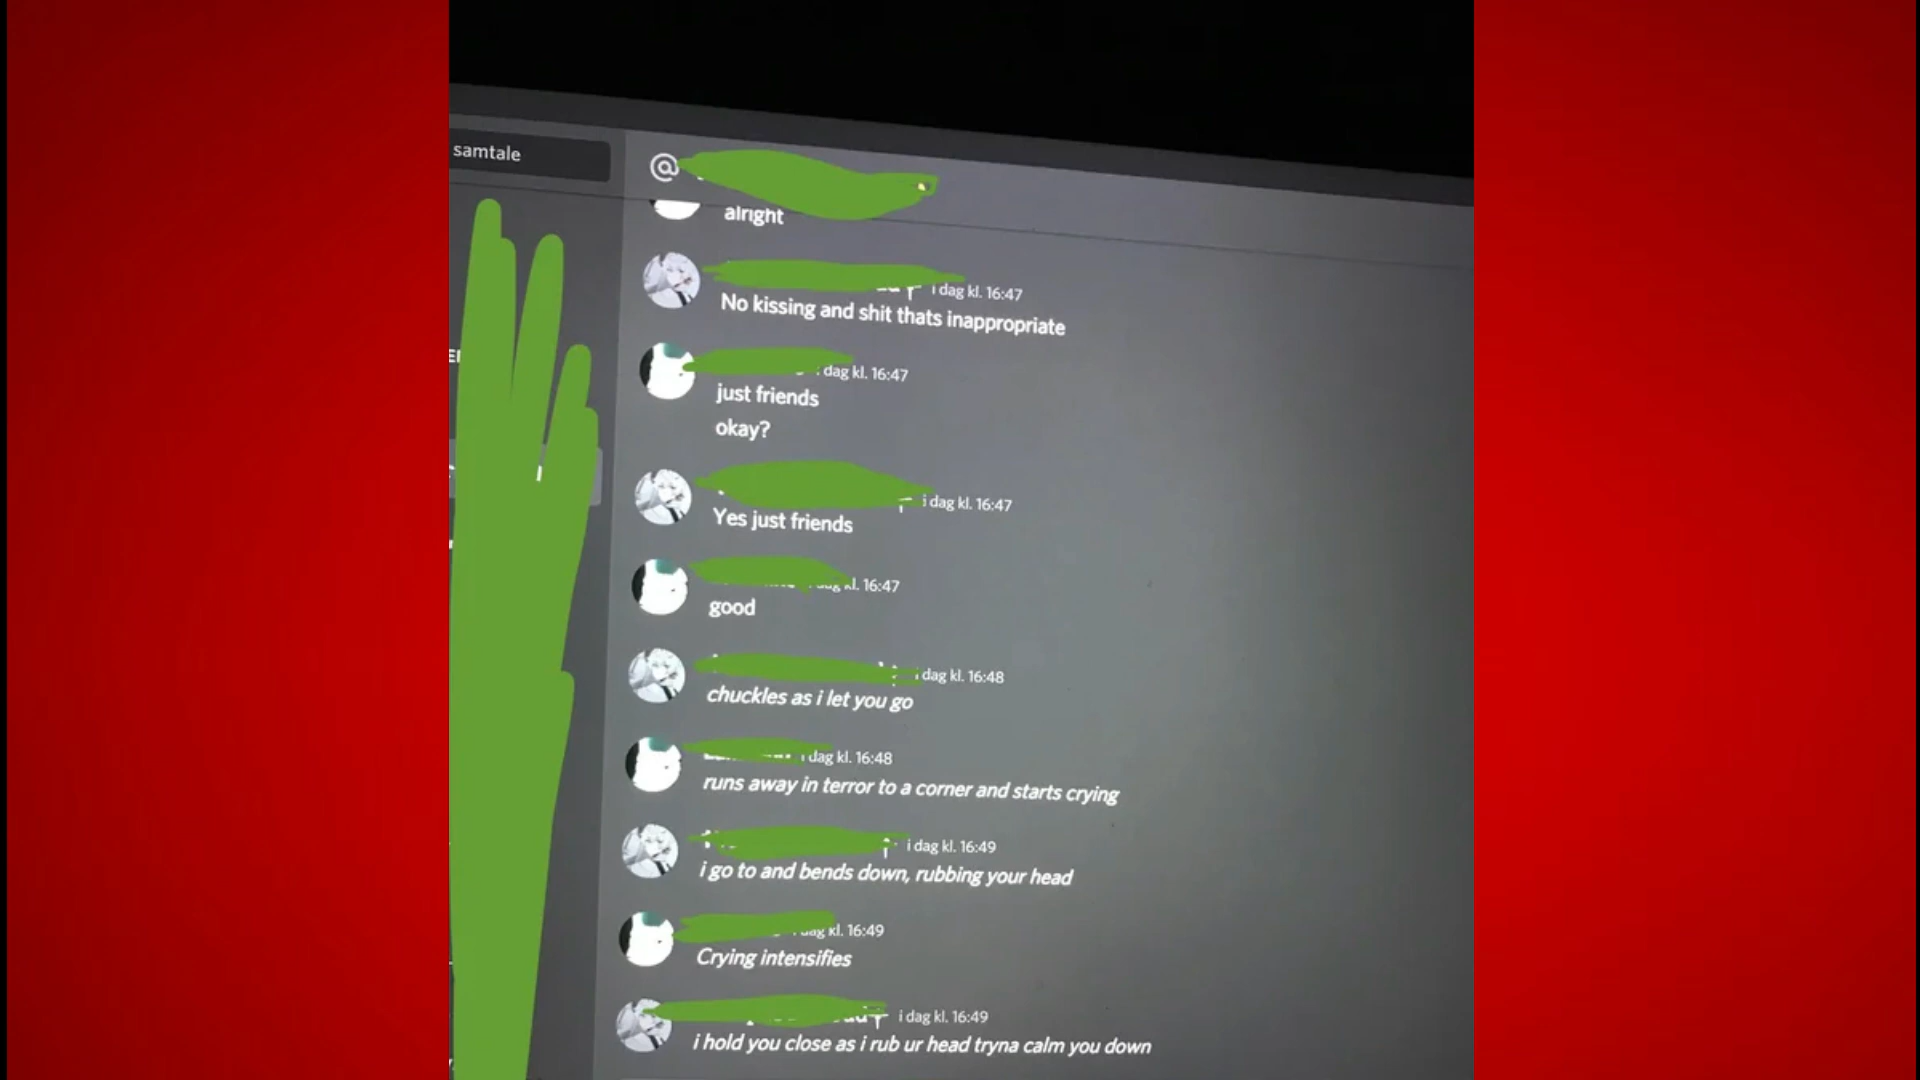 samtale
@
alright
i dag kl. 16:47
No kissing and shit thats inappropriate
dag kl. 16:47
just friends
okay?
i dag kl. 16:47
Yes just friends
kl. 16:47
good
i dag kl. 16:48
chuckles as i let you go
i dag kl. 16:48
runs away in terror to a corner and starts crying
i dag kl. 16:49
i go to and bends down, rubbing your head
dag kl. 16:49
Crying intensifies
i dag kl. 16:49
i hold you close as i rub ur head tryna calm you down